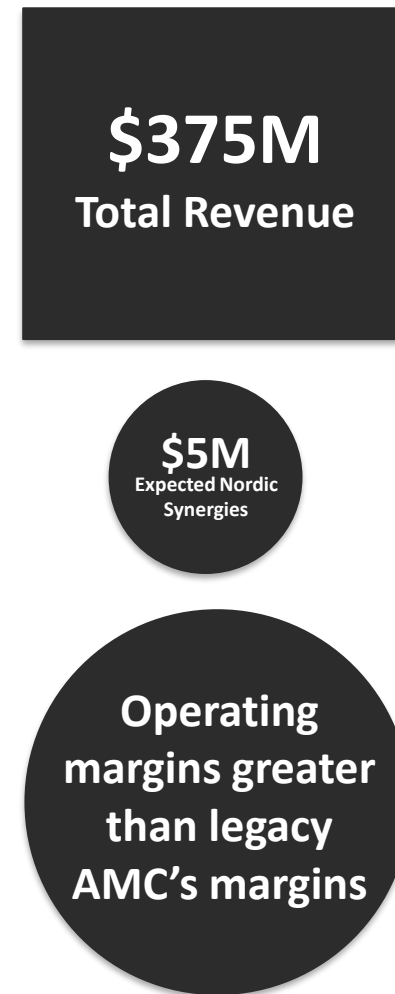 $375M
Total Revenue
$5M
Expected Nordic
Synergies
Operating
margins greater
than legacy
AMC’s margins